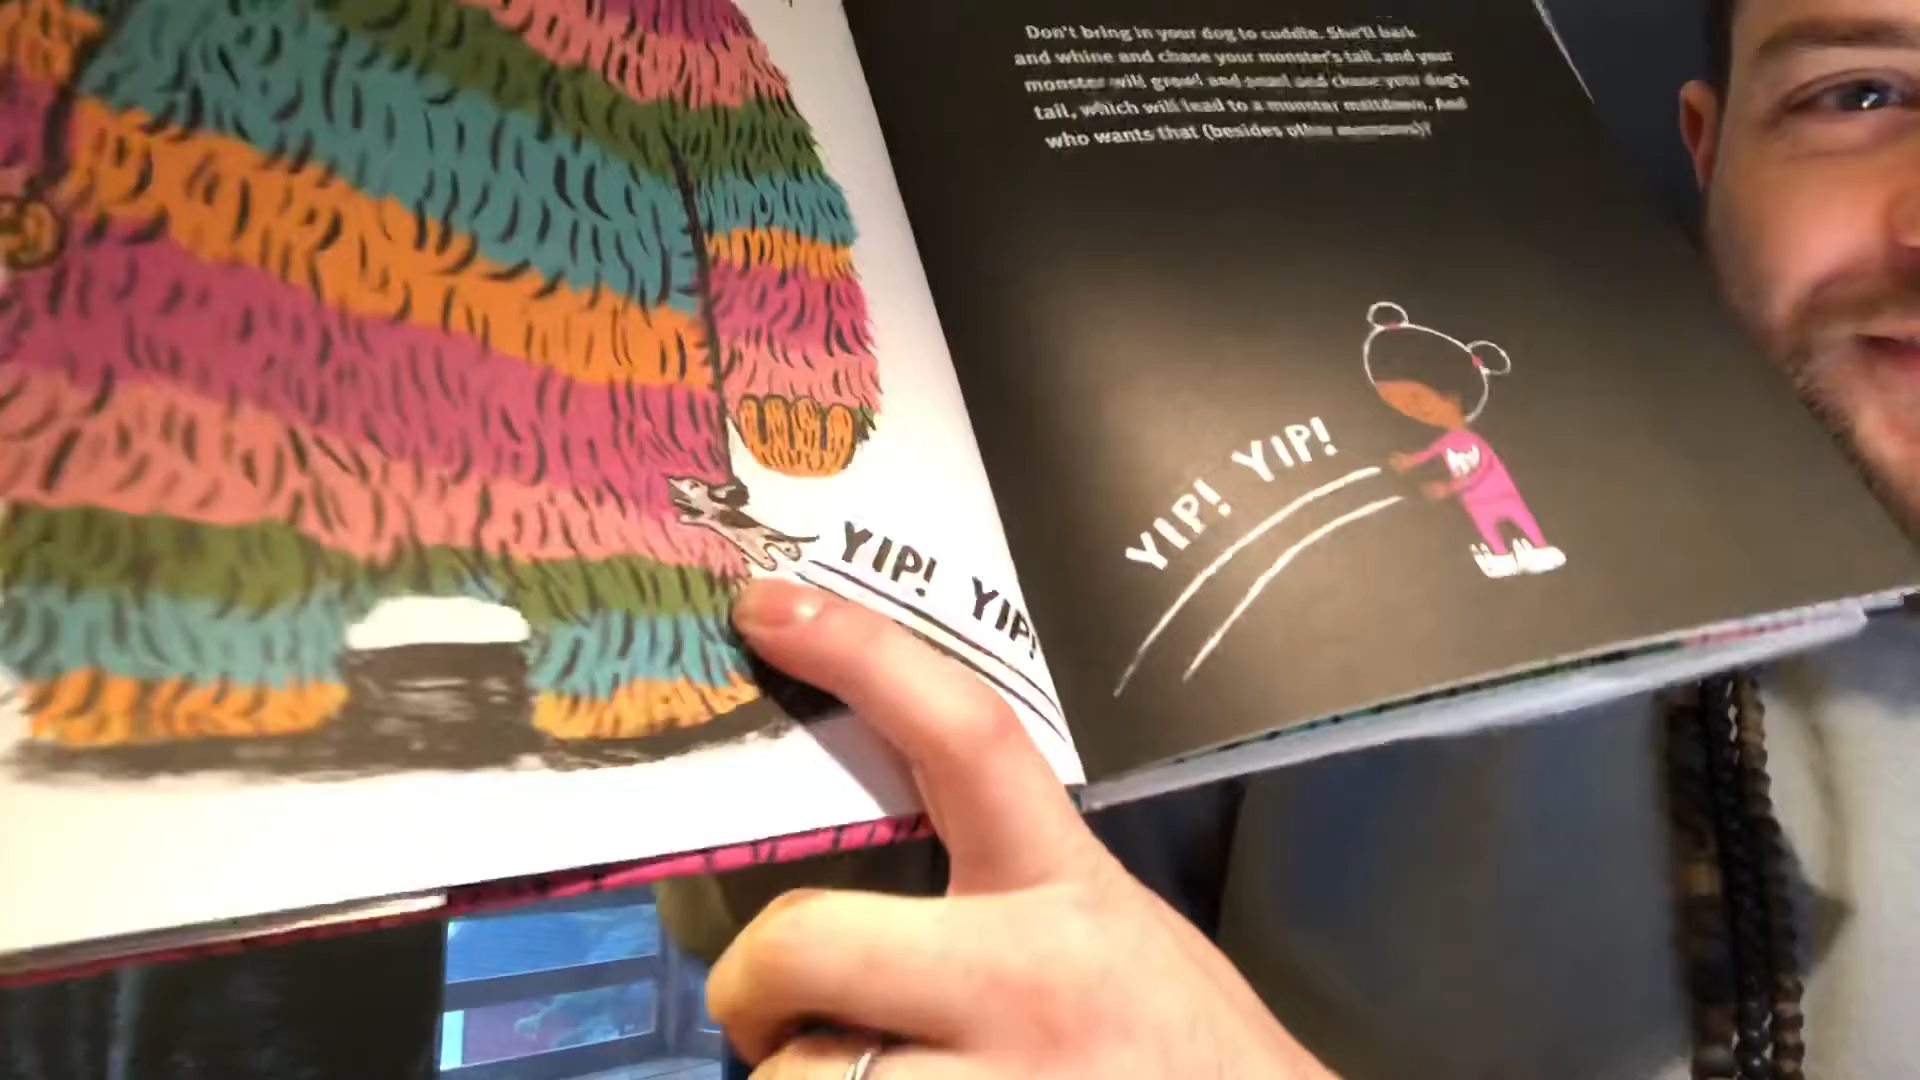 Don't bring in your dog to cuddle. She'll bark
and whine and chase your monster's tail, and your
monster will growl and and chase your dog's
tail, which will lead to a monster meltdown. And
who wants that (besides other monsters)?
YIP! YIP!
YIP! YIP!